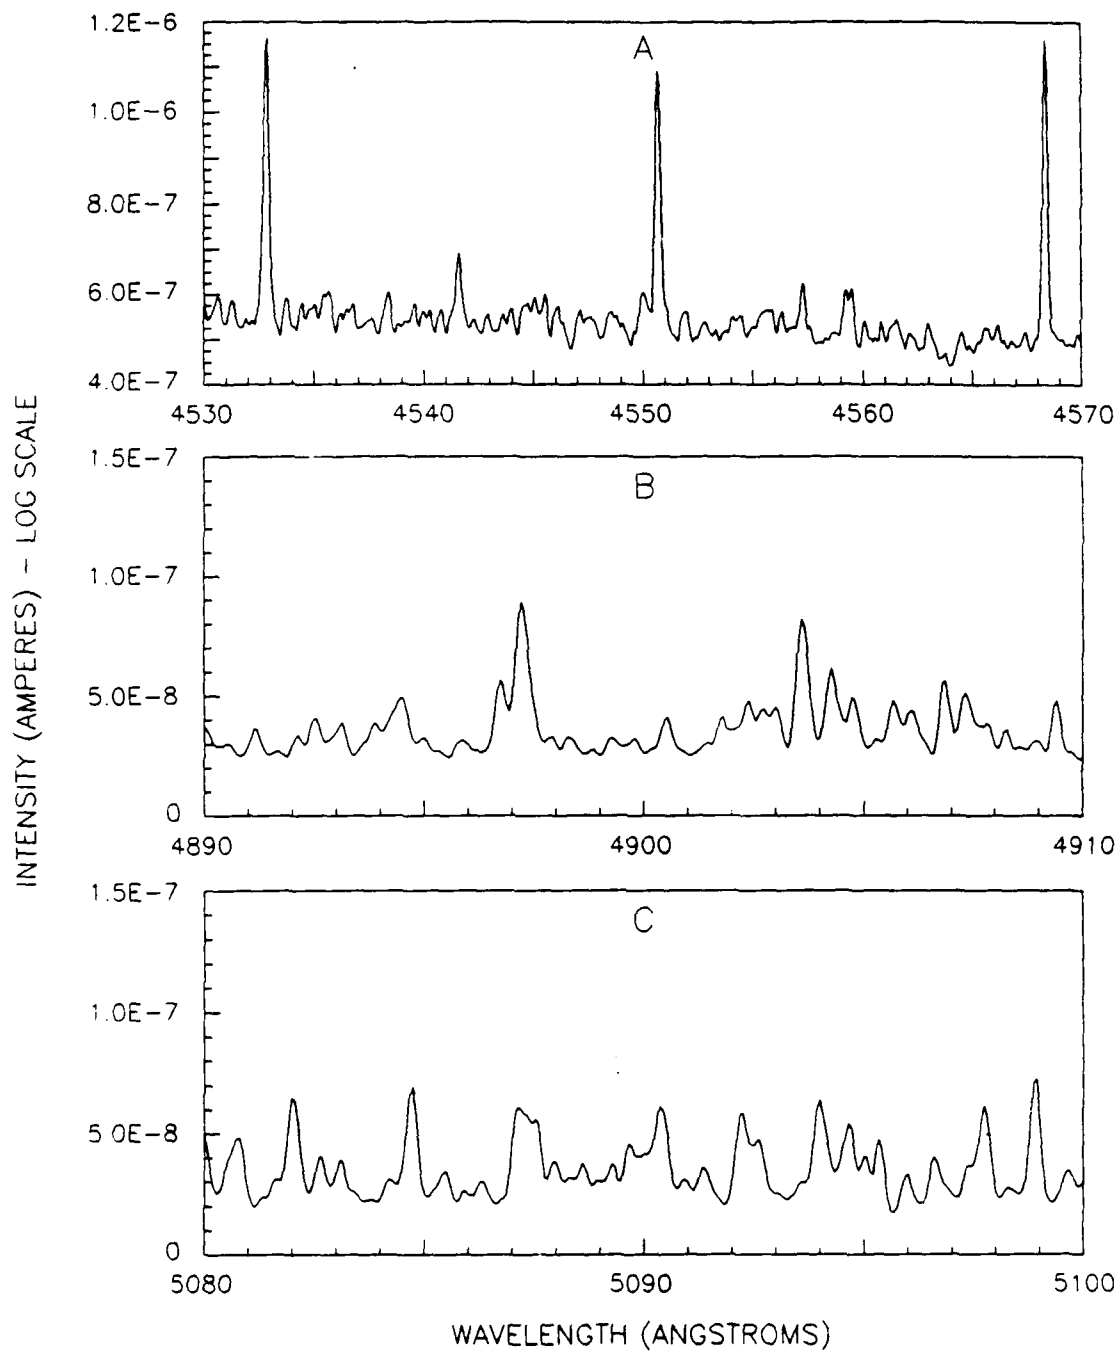 INTENSITY (AMPERES) - LOG SCALE
A
1.2E-6
1.0E-6
8.0E-7
6.0E-7
4.0E-7
4530 4540 4550 4560 4570
B
1.5E-7
1.0E-7
5.0E-8
0
4890 4900 4910
C
1.5E-7
1.0E-7
5.0E-8
0
5080 5090 5100
WAVELENGTH (ANGSTROMS)